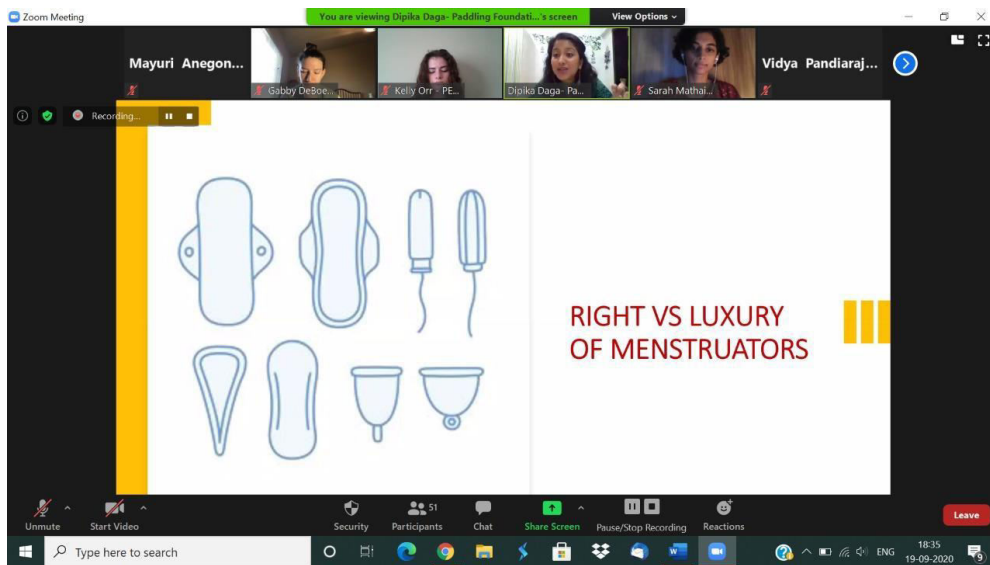 Zoom Meeting
You are viewing Dipika Daga- Paddling Foundati...'s screen
View Options
Mayuri Anegon...
Gabby DeBoe...
Kelly Orr - PE...
Dipika Daga- Pa...
Sarah Mathai...
Vidya Pandiaraj...
Recording...
RIGHT VS LUXURY
OF MENSTRUATORS
Unmute
Start Video
Security
51
Participants
Chat
Share Screen
Pause/Stop Recording
Reactions
Leave
Type here to search
ENG
18:35
19-09-2020
9